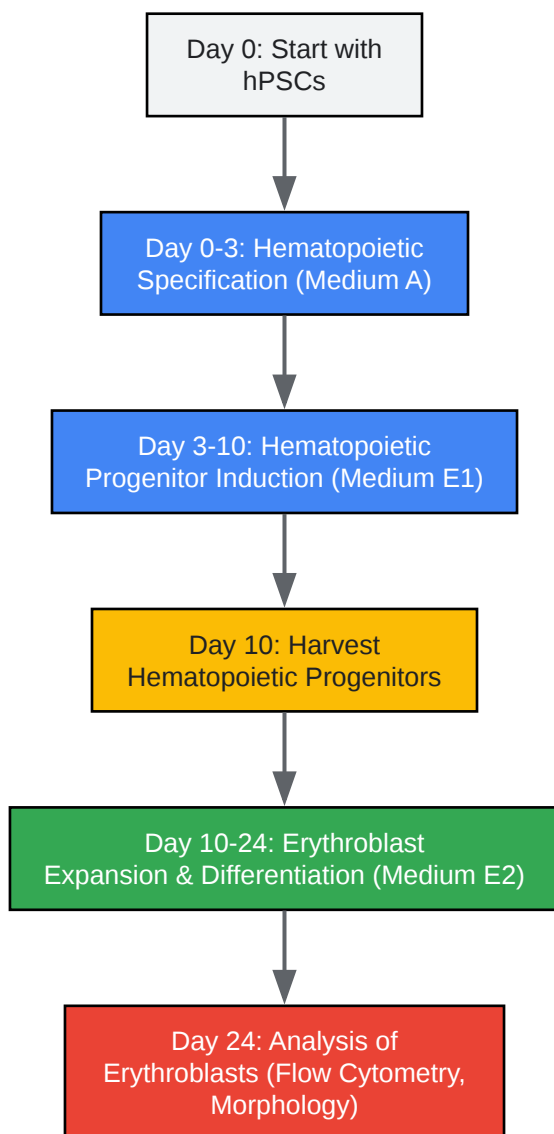 Day 0: Start with
hPSCs
Day 0-3: Hematopoietic
Specification (Medium A)
Day 3-10: Hematopoietic
Progenitor Induction (Medium E1)
Day 10: Harvest
Hematopoietic Progenitors
Day 10-24: Erythroblast
Expansion & Differentiation (Medium E2)
Day 24: Analysis of
Erythroblasts (Flow Cytometry,
Morphology)